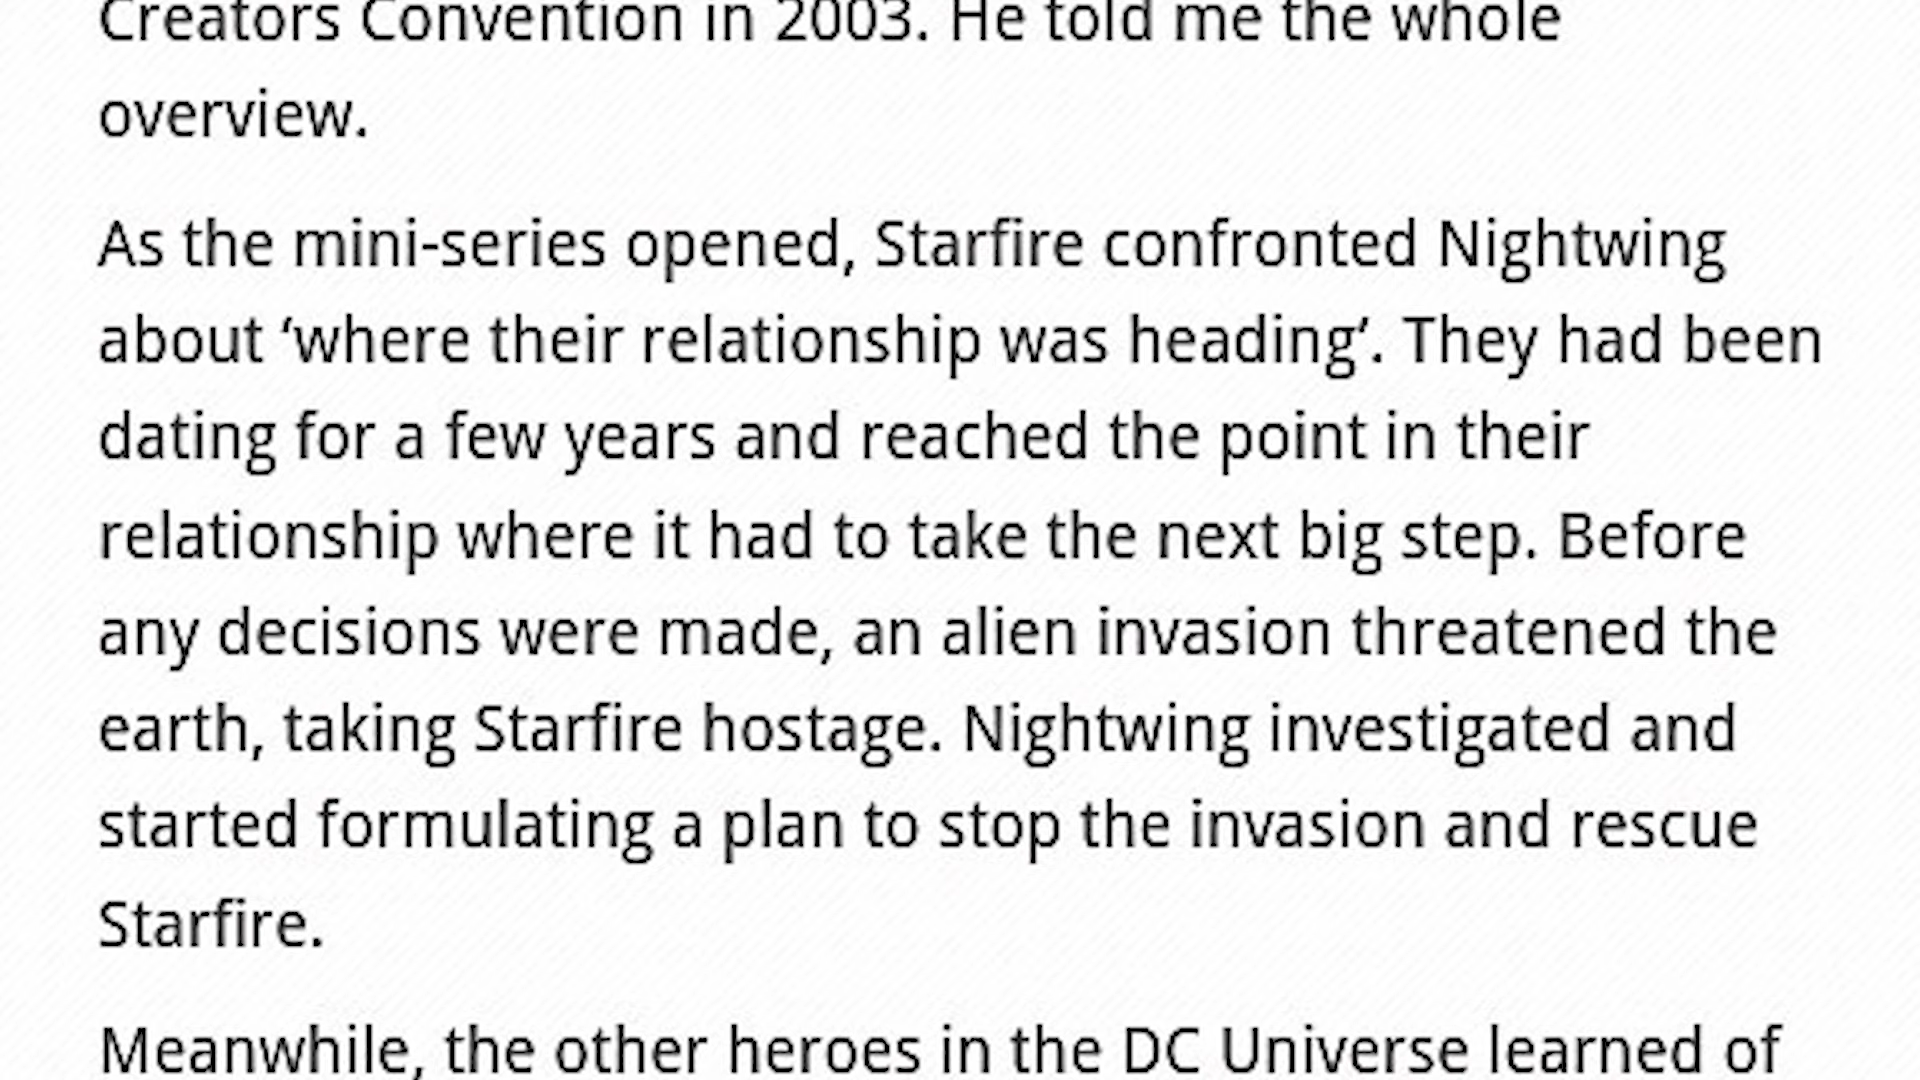 Creators Convention in 2003. He told me the whole
overview.
As the mini-series opened, Starfire confronted Nightwing
about ‘where their relationship was heading’. They had been
dating for a few years and reached the point in their
relationship where it had to take the next big step. Before
any decisions were made, an alien invasion threatened the
earth, taking Starfire hostage. Nightwing investigated and
started formulating a plan to stop the invasion and rescue
Starfire.
Meanwhile, the other heroes in the DC Universe learned of